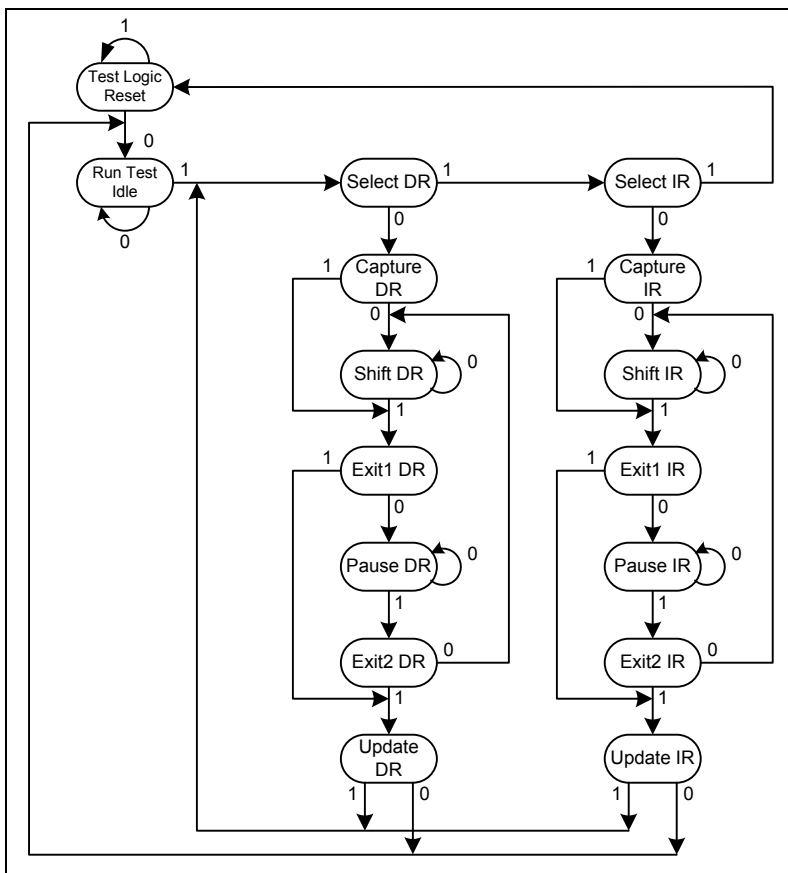 1
Test Logic
Reset
0
Run Test
Idle
1
0
Select DR
1
Select IR
1
0
0
1
Capture
DR
0
1
Capture
IR
0
Shift DR
0
1
Shift IR
0
1
1
Exit1 DR
0
1
Exit1 IR
0
Pause DR
0
1
Pause IR
0
1
Exit2 DR
0
1
Exit2 IR
0
1
Update
DR
1
0
Update IR
1
0